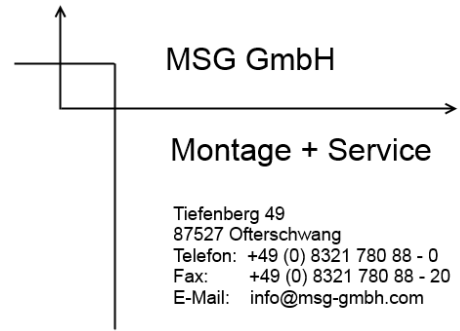 MSG GmbH
Montage + Service
Tiefenberg 49
87527 Ofterschwang
Telefon: +49 (0) 8321 780 88 - 0
Fax: +49 (0) 8321 780 88 - 20
E-Mail: info@msg-gmbh.com